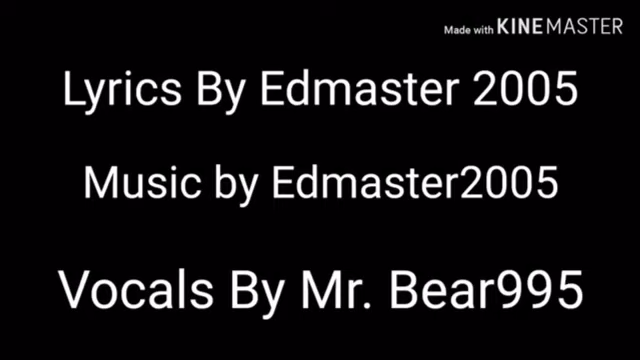 Made with KINEMASTER
Lyrics By Edmaster 2005
Music by Edmaster2005
Vocals By Mr. Bear995